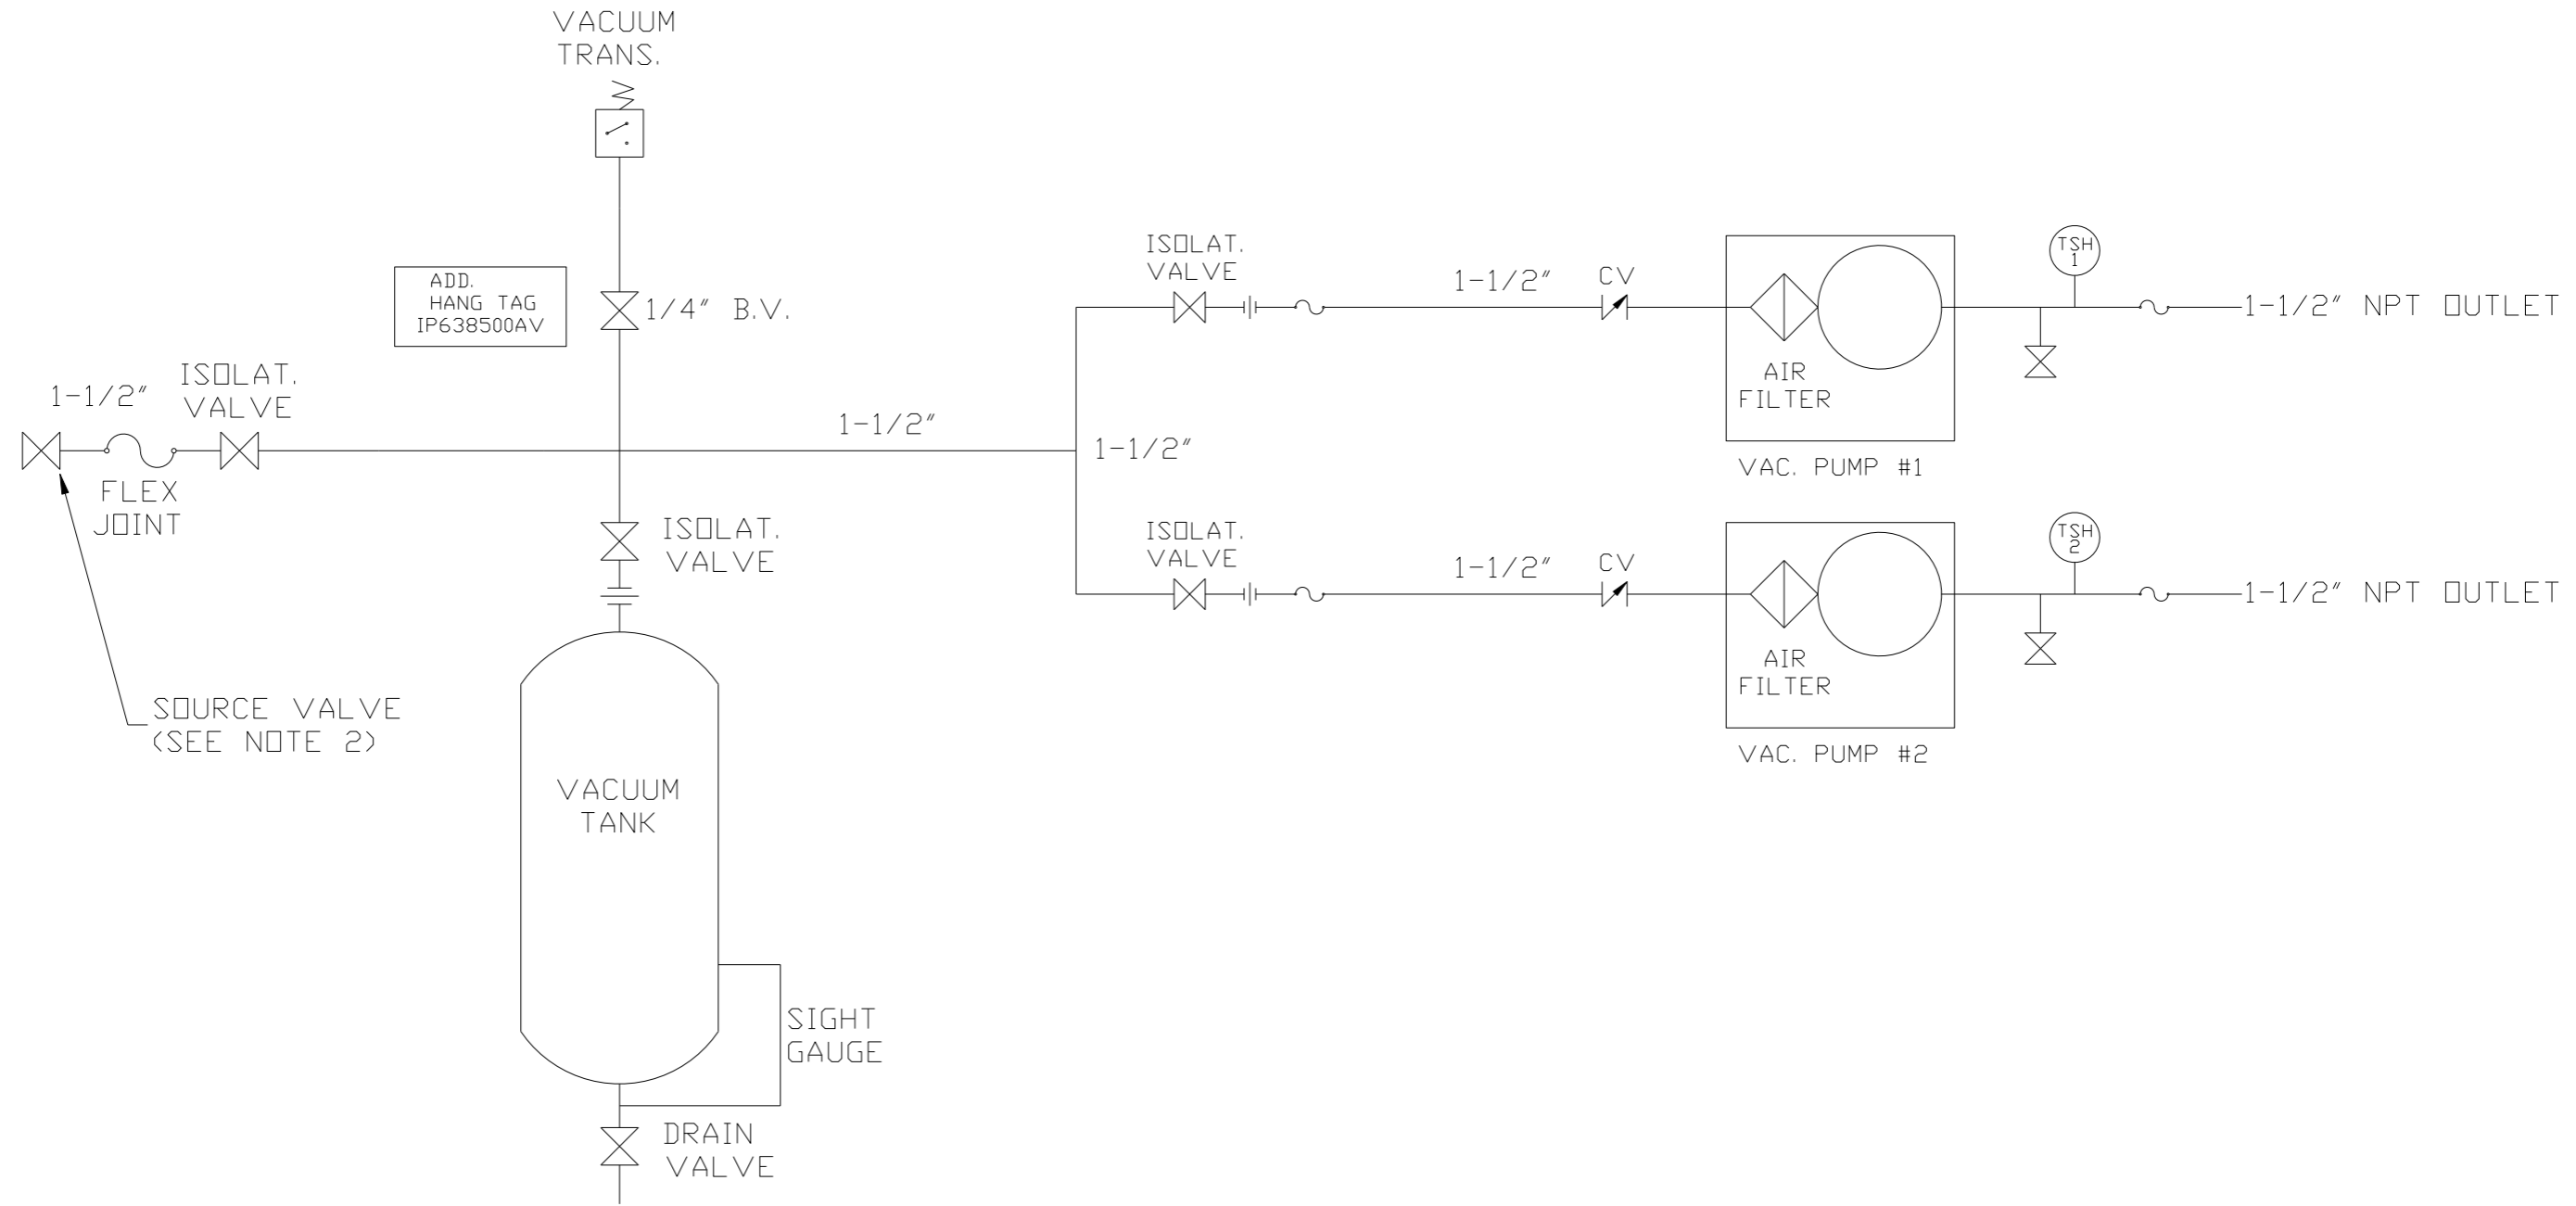 VACUUM
TRANS.
ADD.
HANG TAG
IP638500AV
1/4" B.V.
1-1/2"
ISOLAT.
VALVE
FLEX
JOINT
SOURCE VALVE
(SEE NOTE 2)
1-1/2"
1-1/2"
ISOLAT.
VALVE
VACUUM
TANK
SIGHT
GAUGE
DRAIN
VALVE
ISOLAT.
VALVE
1-1/2"
CV
AIR
FILTER
VAC. PUMP #1
TSH
1
1-1/2" NPT OUTLET
ISOLAT.
VALVE
1-1/2"
CV
AIR
FILTER
VAC. PUMP #2
TSH
2
1-1/2" NPT OUTLET